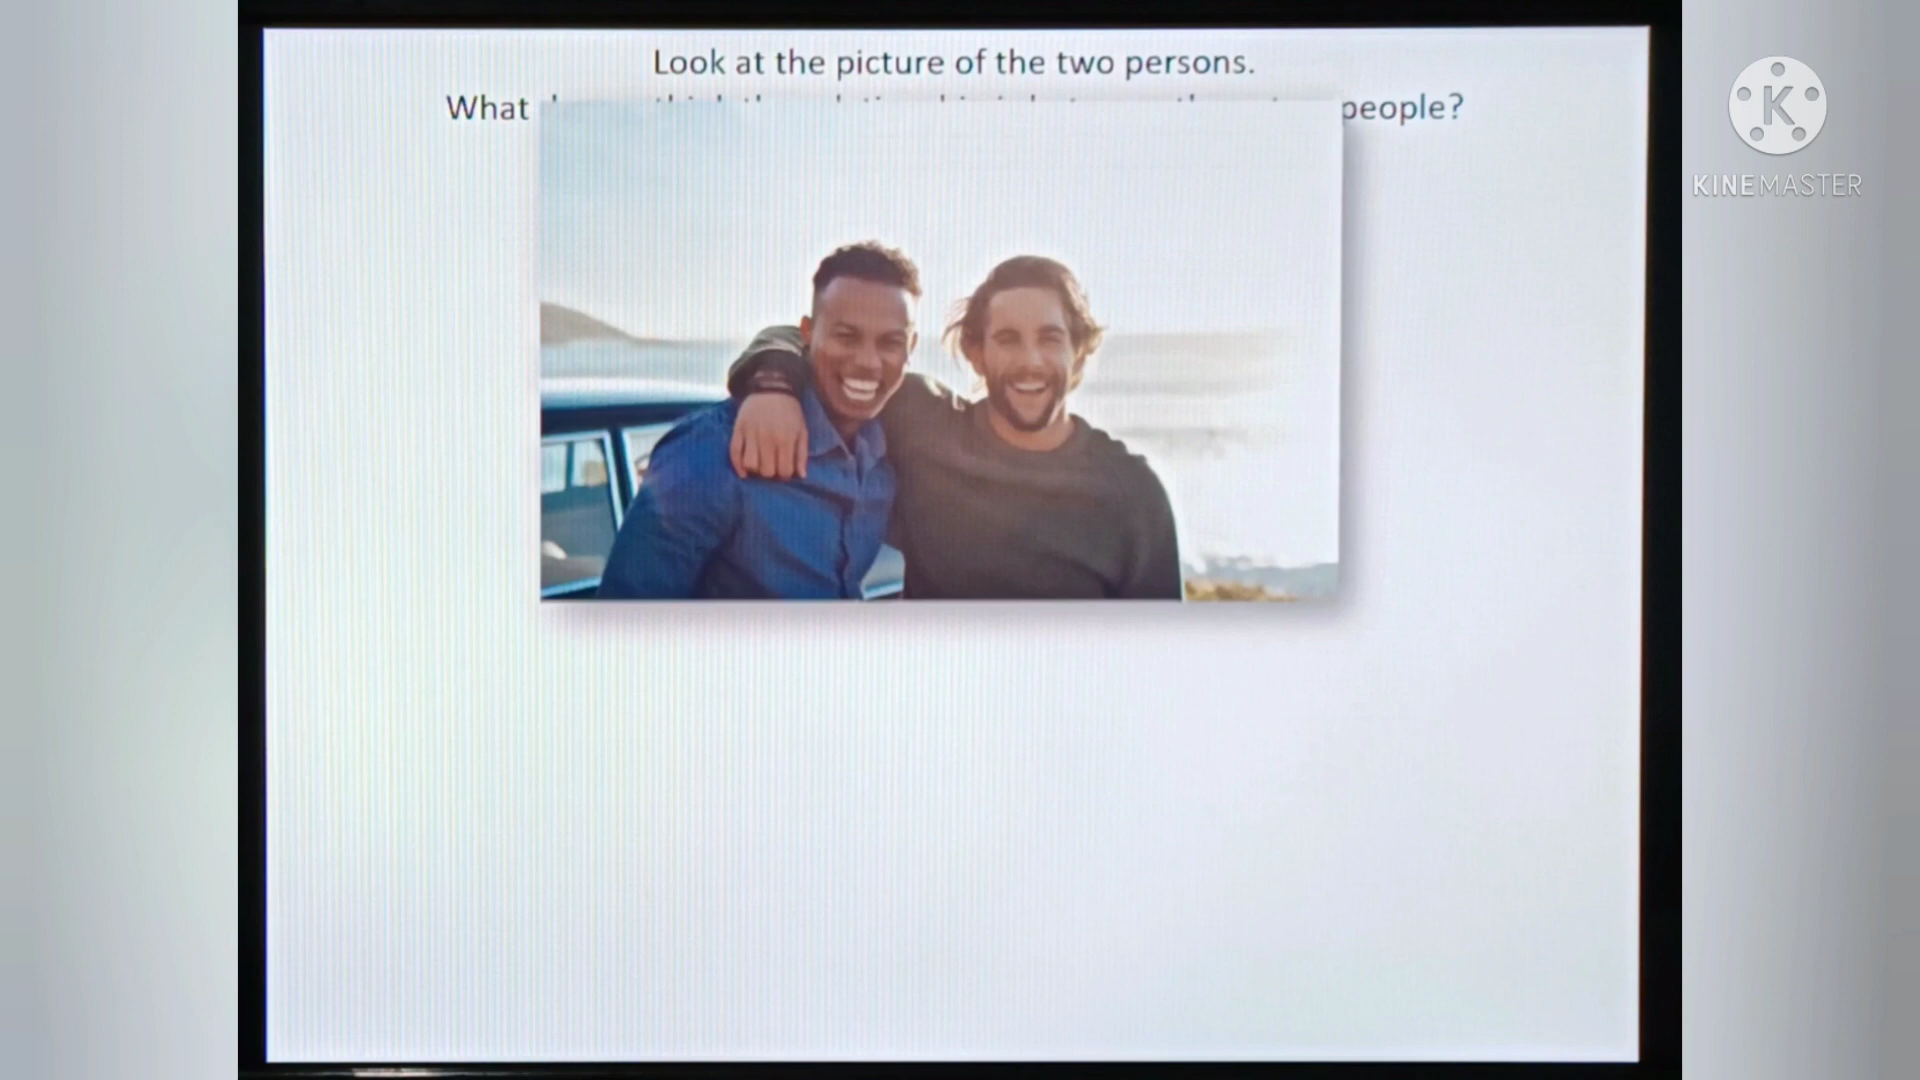 Look at the picture of the two persons.
What people?
K
KINEMASTER